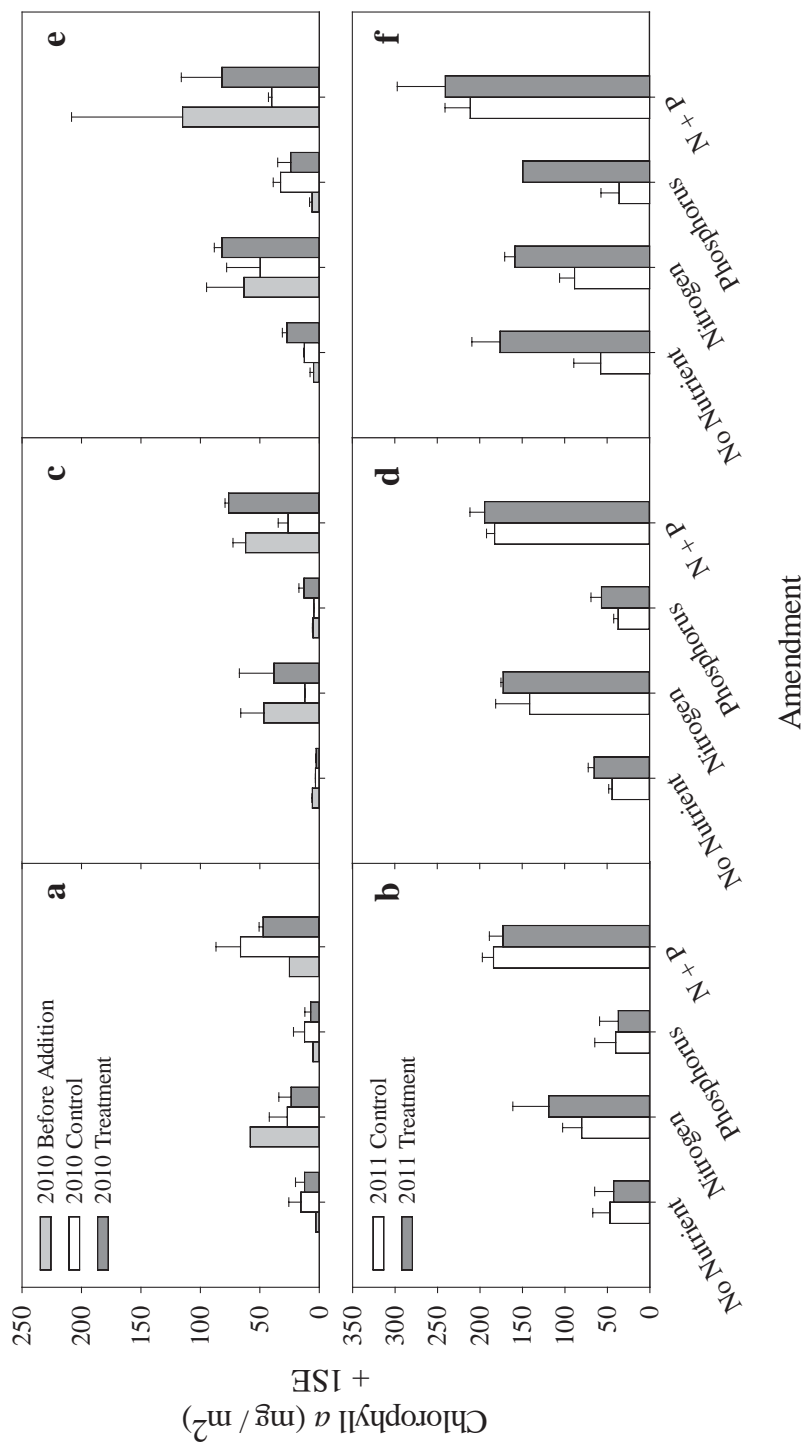 Chlorophyll a (mg / m²)
+ 1SE
250
200
150
100
50
0
2010 Before Addition
2010 Control
2010 Treatment
a
c
e
350
300
250
200
150
100
50
0
2011 Control
2011 Treatment
b
d
f
No Nutrient
Nitrogen
Phosphorus
N + P
No Nutrient
Nitrogen
Phosphorus
N + P
No Nutrient
Nitrogen
Phosphorus
N + P
Amendment